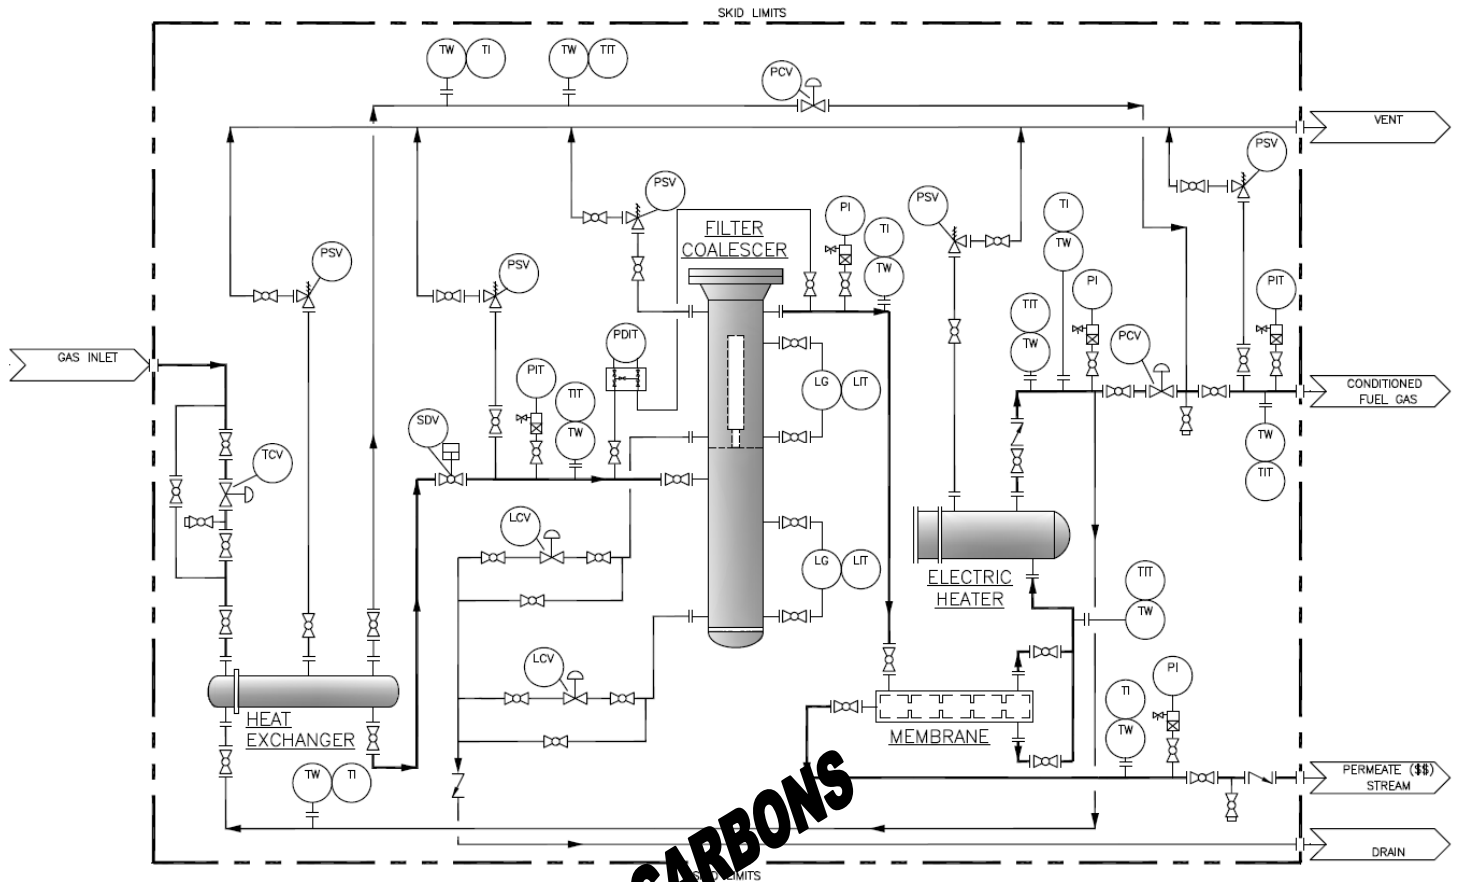 SKID LIMITS
TW TI
TW TIT
PCV
VENT
PSV
PSV
PI
PSV
TI
TI
FILTER
COALESCER
TW
TW
PSV
PSV
PI
PIT
TIT
PDIT
PCV
TW
GAS INLET
PIT
CONDITIONED
FUEL GAS
LG LIT
TIT
SDV
TW
TW
TCV
TIT
LCV
LG LIT
TIT
ELECTRIC
HEATER
TW
LCV
PI
TI
HEAT
EXCHANGER
MEMBRANE
TW
TW TI
PERMEATE ($$)
STREAM
CARBONS
DRAIN
LIMITS